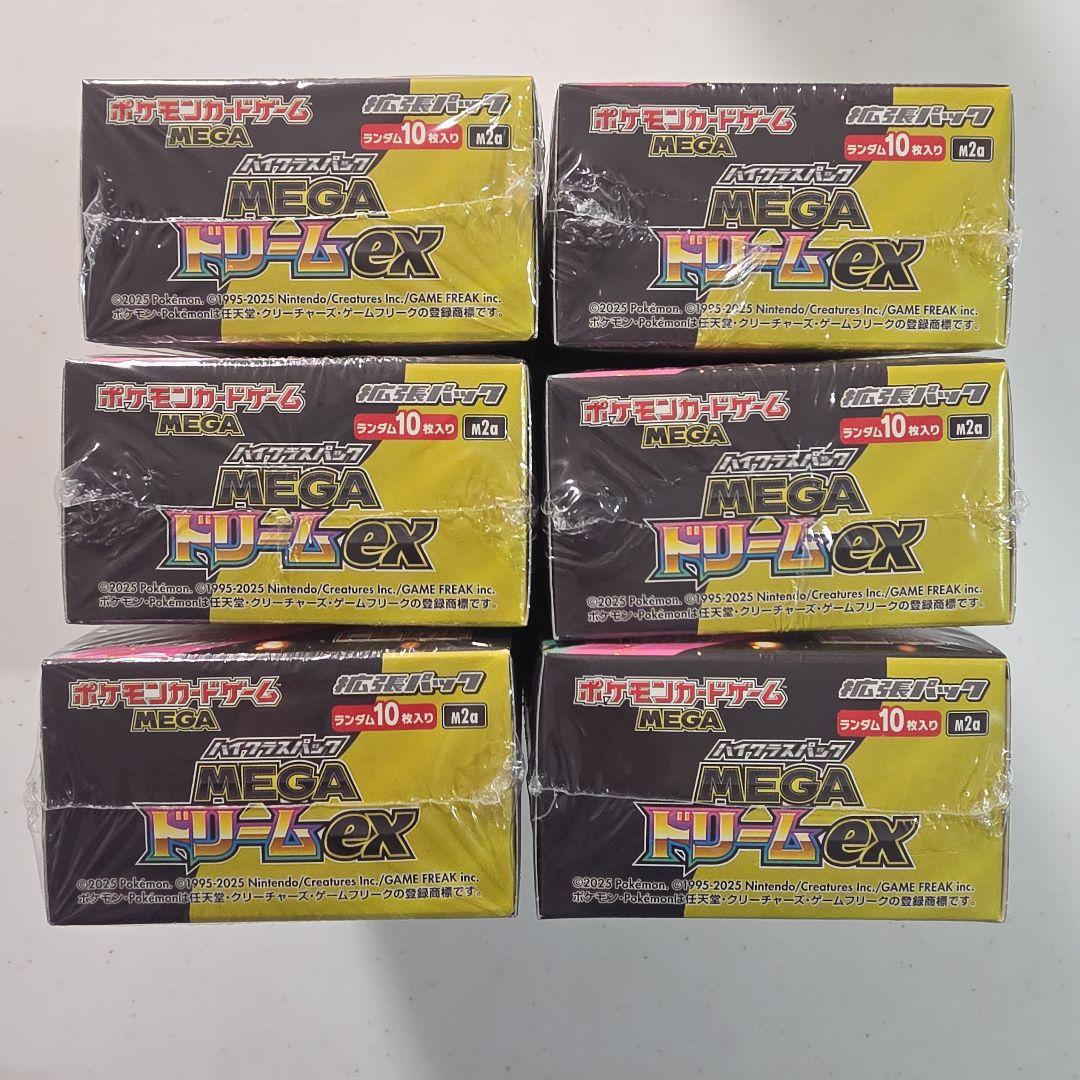 ポケモンカードゲーム
MEGA
拡張パック
ランダム10枚入り
M2a
ハイクラスパック
MEGA
ドリームex
©2025 Pokémon. ©1995-2025 Nintendo/Creatures Inc./GAME FREAK inc.
ポケモン・Pokémonは任天堂・クリーチャーズ・ゲームフリークの登録商標です。
ポケモンカードゲーム
MEGA
拡張パック
ランダム10枚入り
M2a
ハイクラスパック
MEGA
ドリームex
©2025 Pokémon. ©1995-2025 Nintendo/Creatures Inc./GAME FREAK inc.
ポケモン・Pokémonは任天堂・クリーチャーズ・ゲームフリークの登録商標です。
ポケモンカードゲーム
MEGA
拡張パック
ランダム10枚入り
M2a
ハイクラスパック
MEGA
ドリームex
©2025 Pokémon. ©1995-2025 Nintendo/Creatures Inc./GAME FREAK inc.
ポケモン・Pokémonは任天堂・クリーチャーズ・ゲームフリークの登録商標です。
ポケモンカードゲーム
MEGA
拡張パック
ランダム10枚入り
M2a
ハイクラスパック
MEGA
ドリームex
©2025 Pokémon. ©1995-2025 Nintendo/Creatures Inc./GAME FREAK inc.
ポケモン・Pokémonは任天堂・クリーチャーズ・ゲームフリークの登録商標です。
ポケモンカードゲーム
MEGA
拡張パック
ランダム10枚入り
M2a
ハイクラスパック
MEGA
ドリームex
©2025 Pokémon. ©1995-2025 Nintendo/Creatures Inc./GAME FREAK inc.
ポケモン・Pokémonは任天堂・クリーチャーズ・ゲームフリークの登録商標です。
ポケモンカードゲーム
MEGA
拡張パック
ランダム10枚入り
M2a
ハイクラスパック
MEGA
ドリームex
©2025 Pokémon. ©1995-2025 Nintendo/Creatures Inc./GAME FREAK inc.
ポケモン・Pokémonは任天堂・クリーチャーズ・ゲームフリークの登録商標です。